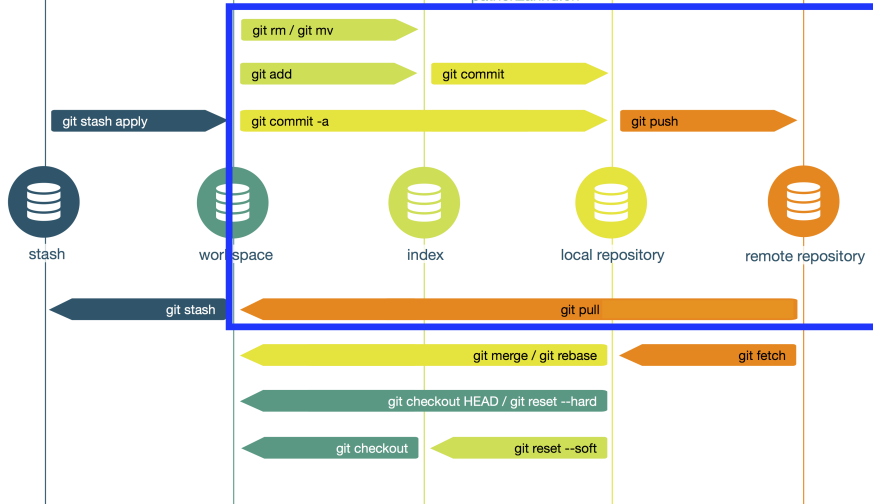 git rm / git mv
git add
git commit
git stash apply
git commit -a
git push
stash
workspace
index
local repository
remote repository
git stash
git pull
git merge / git rebase
git fetch
git checkout HEAD / git reset --hard
git checkout
git reset --soft